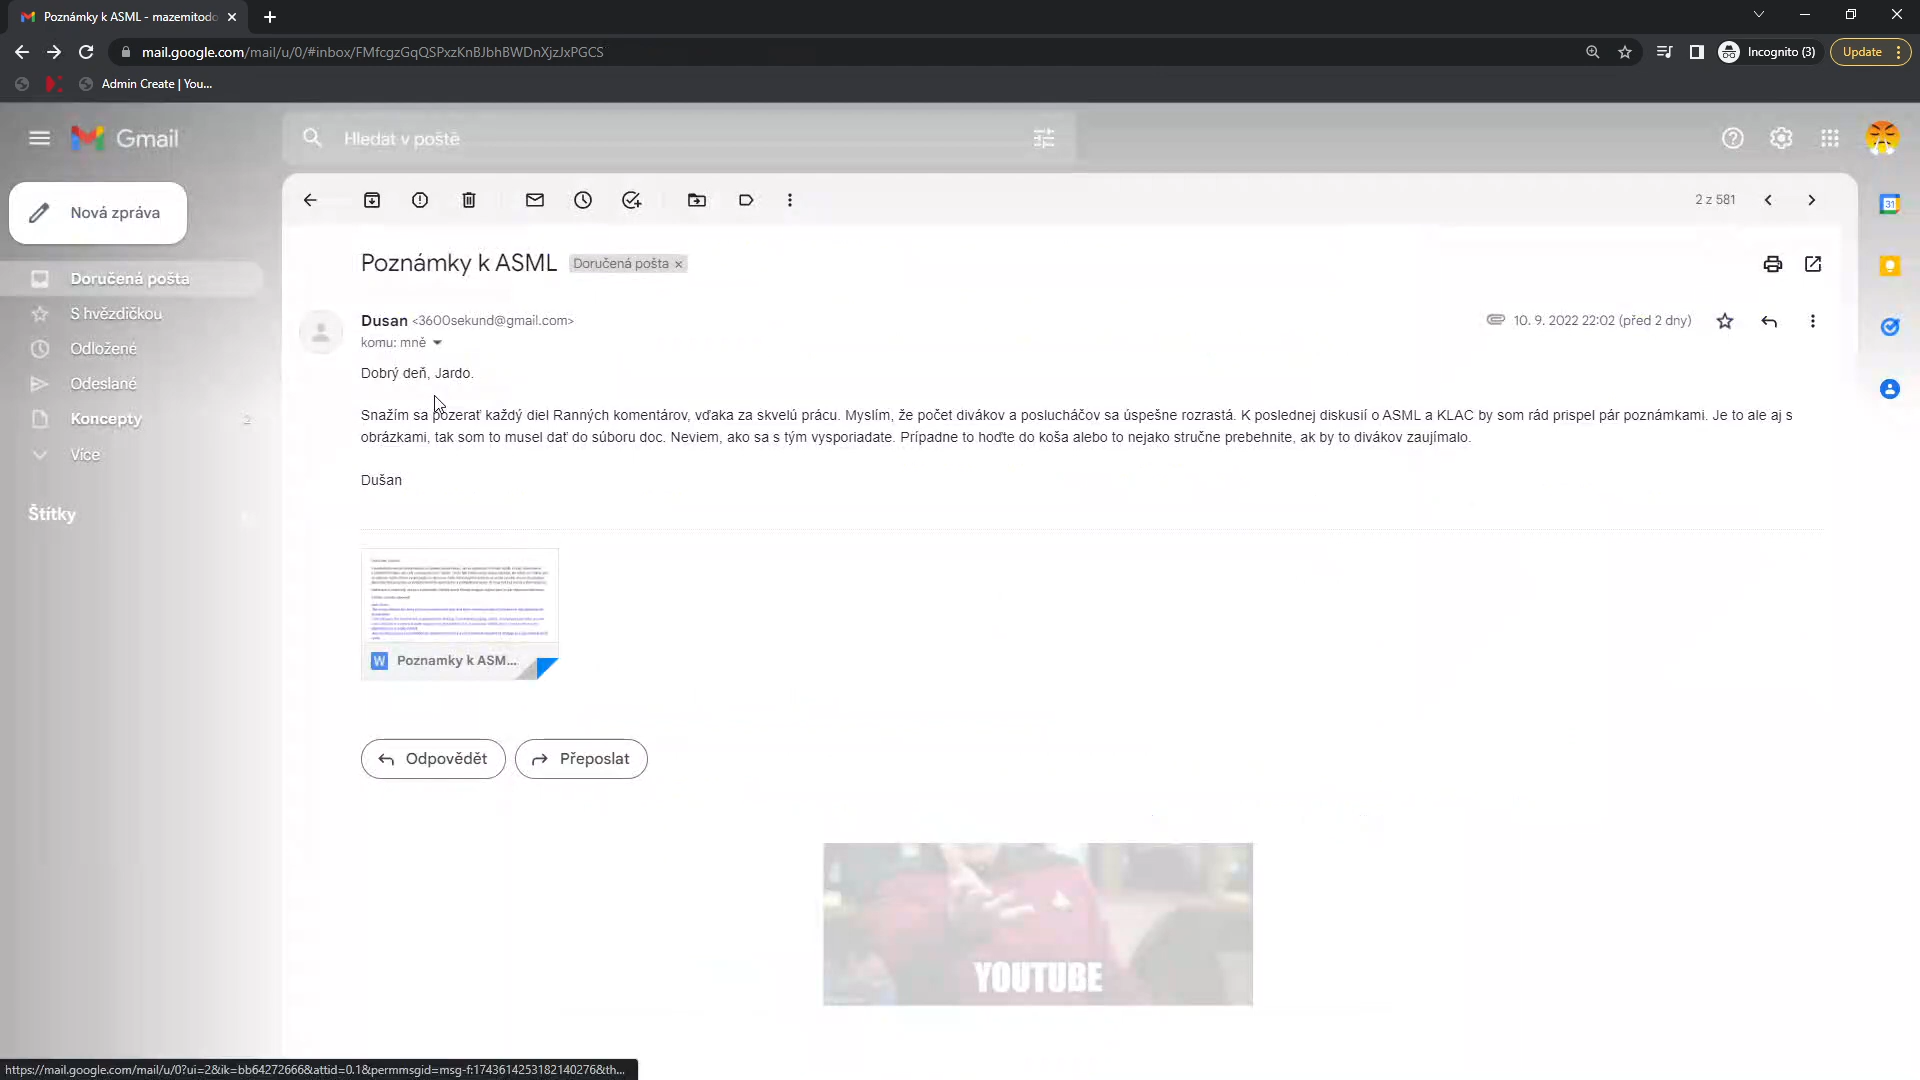 Poznámky k ASML - mazemitodo
mail.google.com/mail/u/0/#inbox/FMfcgzGqQSPxzKnBJbhBWDnXjzJxPGCS
Incognito (3)
Update
Admin Create | You...
Gmail
Hledat v poště
Nová zpráva
2 z 581
Doručená pošta
S hvězdičkou
Odložené
Odeslané
Koncepty
2
Více
Štítky
Poznámky k ASML
Doručená pošta ×
Dusan <3600sekund@gmail.com>
10. 9. 2022 22:02 (před 2 dny)
komu: mně
Dobrý deň, Jardo.
Snažím sa pozerať každý diel Ranných komentárov, vďaka za skvelú prácu. Myslím, že počet divákov a poslucháčov sa úspešne rozrastá. K poslednej diskusií o ASML a KLAC by som rád prispel pár poznámkami. Je to ale aj s
obrázkami, tak som to musel dať do súboru doc. Neviem, ako sa s tým vysporiadate. Prípadne to hoďte do koša alebo to nejako stručne prebehnite, ak by to divákov zaujímalo.
Dušan
W
Poznamky k ASM...
Odpovědět
Přeposlat
YOUTUBE
https://mail.google.com/mail/u/0?ui=2&ik=bb64272666&attid=0.1&permmsgid=msg-f:1743614253182140276&th...
31